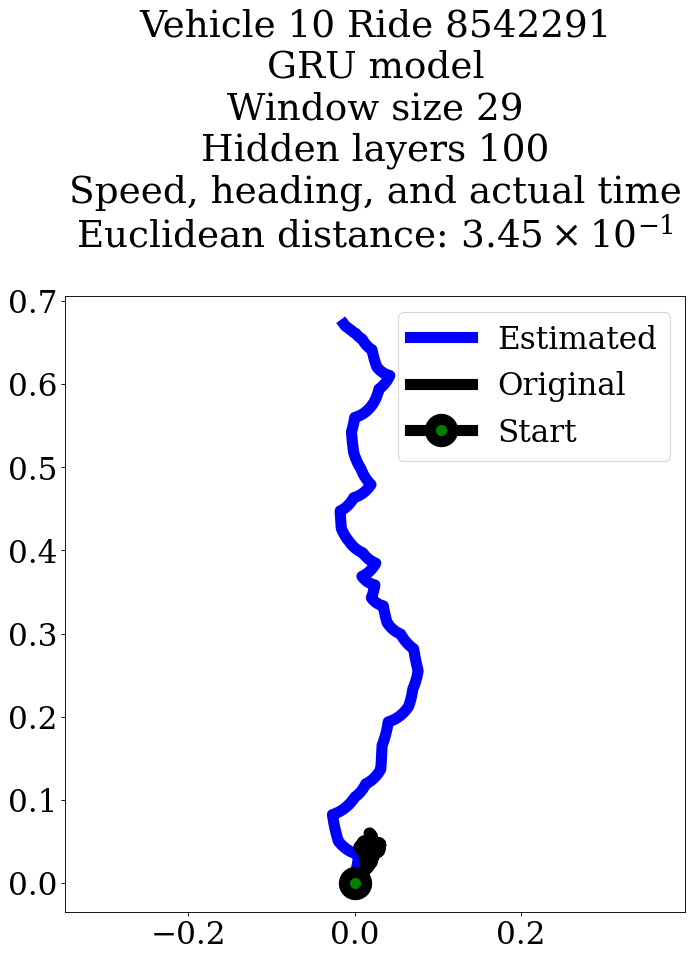 Vehicle 10 Ride 8542291
GRU model
Window size 29
Hidden layers 100
Speed, heading, and actual time
Euclidean distance: 3.45 × 10⁻¹
0.7
0.6
0.5
0.4
0.3
0.2
0.1
0.0
Estimated
Original
Start
−0.2
0.0
0.2